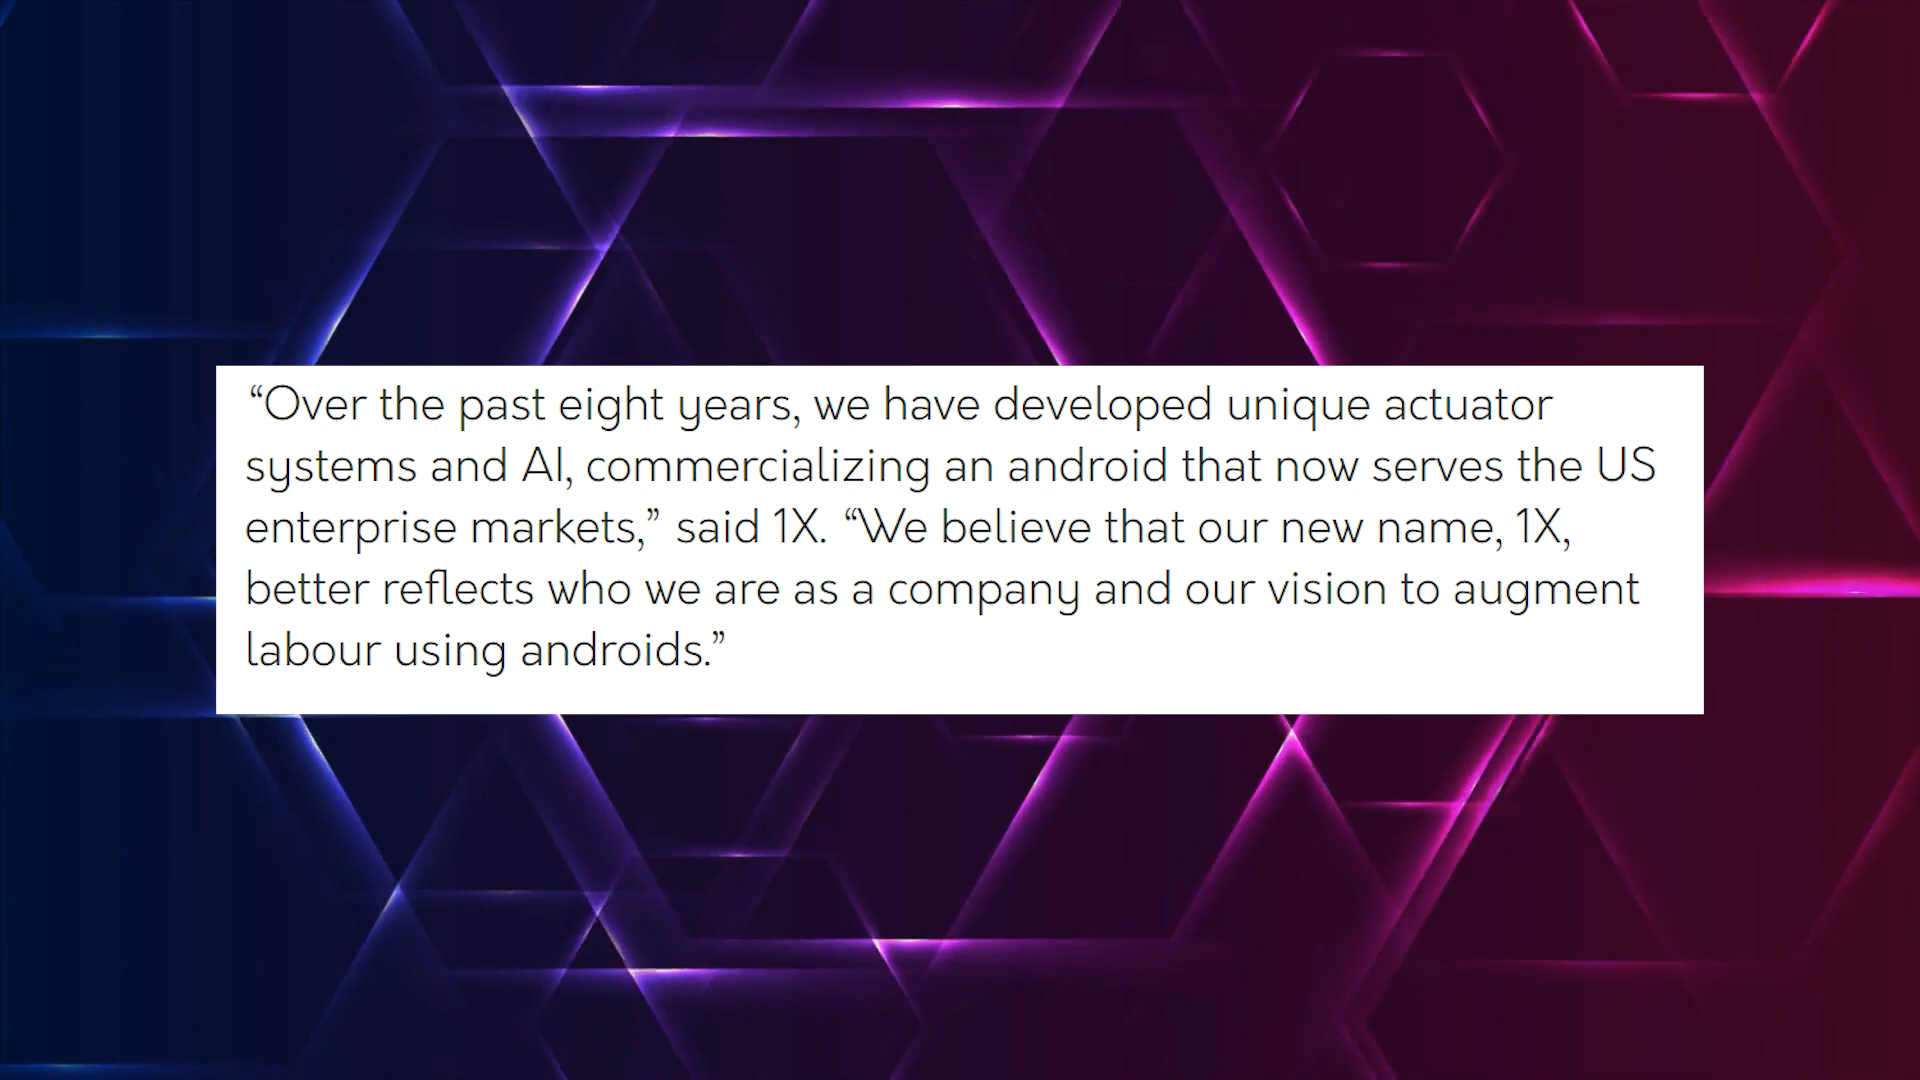 “Over the past eight years, we have developed unique actuator
systems and AI, commercializing an android that now serves the US
enterprise markets,” said 1X. “We believe that our new name, 1X,
better reflects who we are as a company and our vision to augment
labour using androids.”